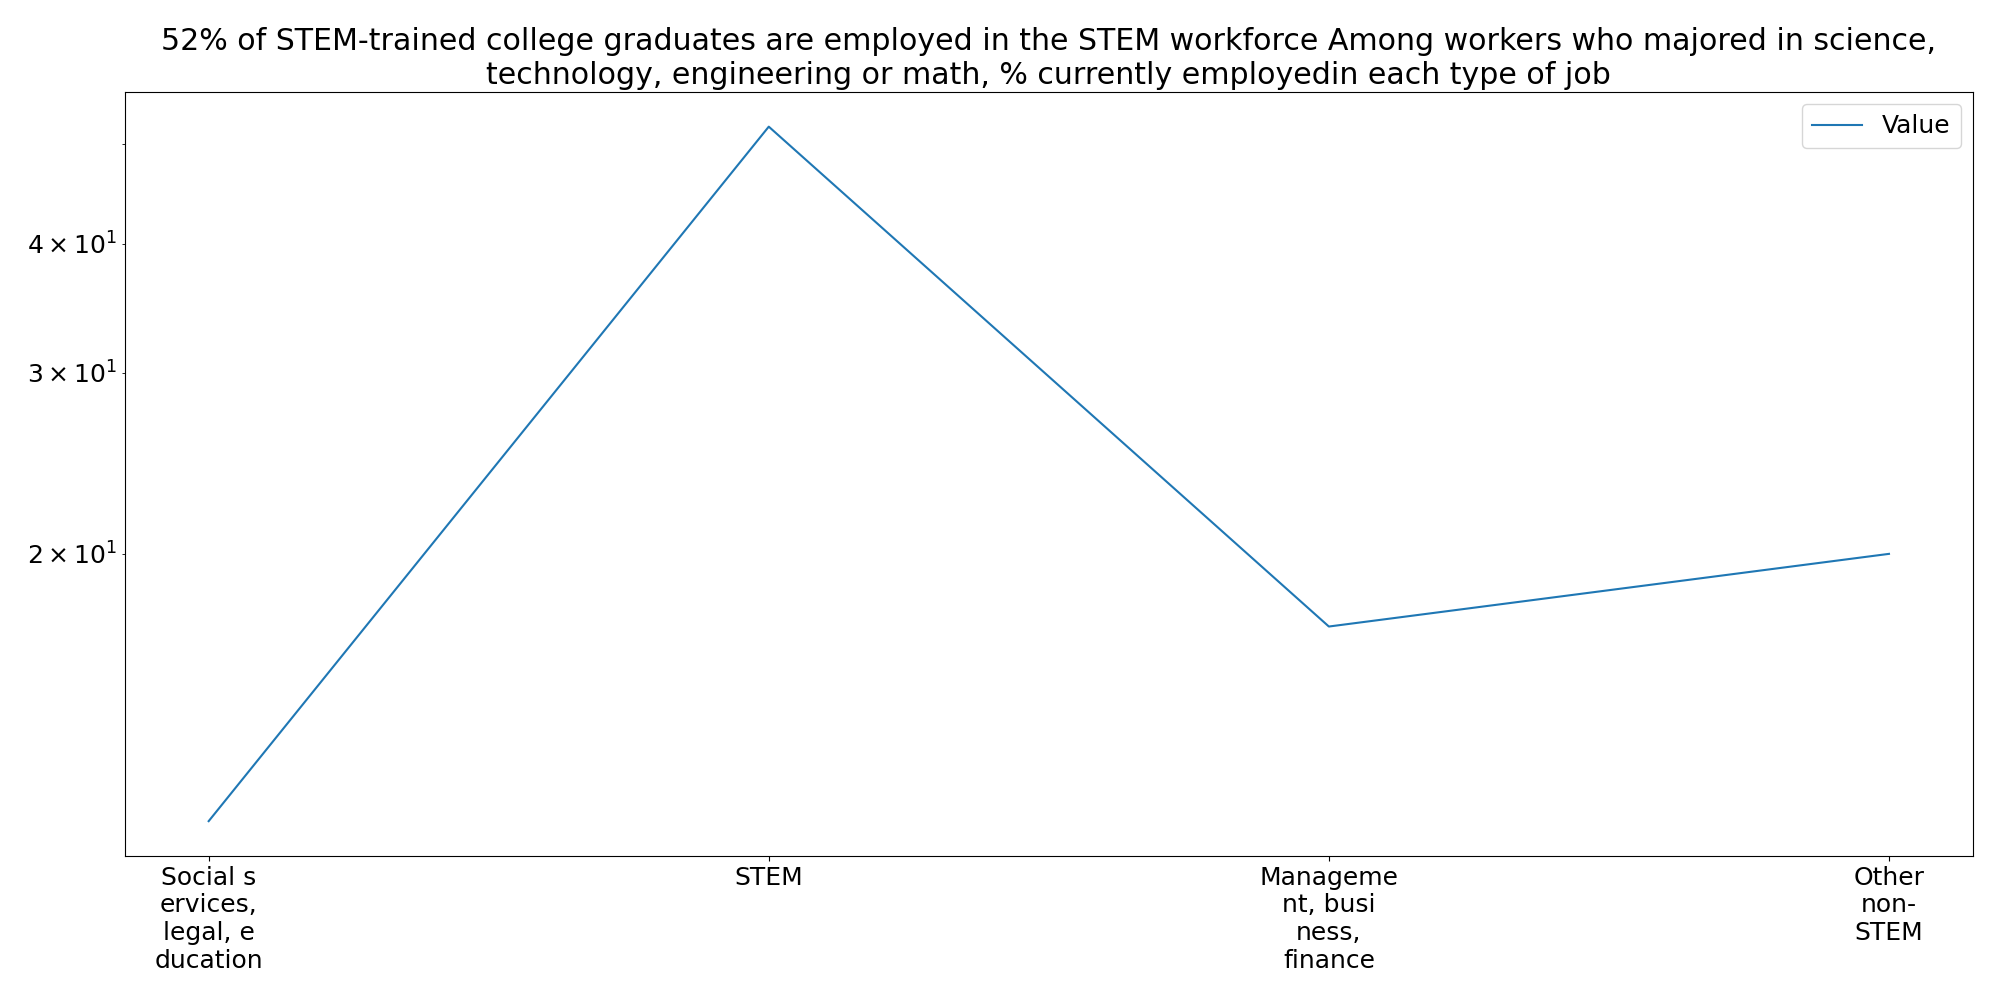 52% of STEM-trained college graduates are employed in the STEM workforce Among workers who majored in science,
technology, engineering or math, % currently employedin each type of job
Value
4 × 10¹
3 × 10¹
2 × 10¹
Social s
ervices,
legal, e
ducation
STEM
Manageme
nt, busi
ness,
finance
Other
non-
STEM